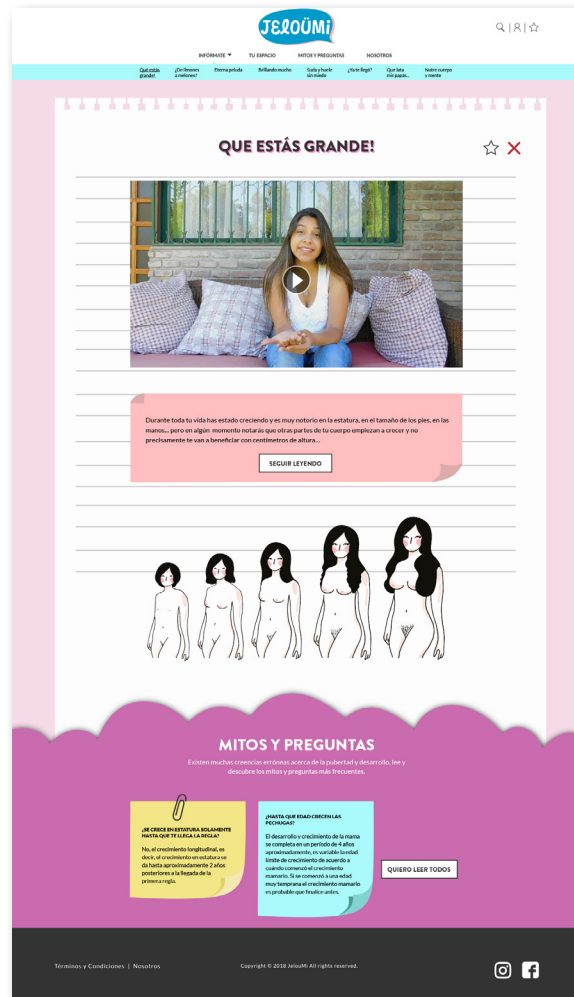 JELOÜMi
INFÓRMATE
TU ESPACIO
MITOS Y PREGUNTAS
NOSOTROS
Que estás
grande!
¿De limones
a melones?
Eterna peluda
Brillando mucho
Suda y huele
sin miedo
¿Ya te llegó?
Que lata
mis papás...
Nutre cuerpo
y mente
QUE ESTÁS GRANDE!
Durante toda tu vida has estado creciendo y es muy notorio en la estatura, en el tamaño de los pies, en las
manos... pero en algún momento notarás que otras partes de tu cuerpo empiezan a crecer y no
precisamente te van a beneficiar con centímetros de altura...
SEGUIR LEYENDO
MITOS Y PREGUNTAS
Existen muchas creencias erróneas acerca de la pubertad y desarrollo, lee y
descubre los mitos y preguntas más frecuentes.
¿SE CRECE EN ESTATURA SOLAMENTE
HASTA QUE TE LLEGA LA REGLA?
No, el crecimiento longitudinal, es
decir, el crecimiento en estatura se
da hasta aproximadamente 2 años
posteriores a la llegada de la
primera regla.
¿HASTA QUE EDAD CRECEN LAS
PECHUGAS?
El desarrollo y crecimiento de la mama
se completa en un período de 4 años
aproximadamente, es variable la edad
límite de crecimiento de acuerdo a
cuándo comenzó el crecimiento
mamario. Si se comenzó a una edad
muy temprana el crecimiento mamario
es probable que finalice antes.
QUIERO LEER TODOS
Términos y Condiciones | Nosotros
Copyright © 2018 JelouMi All rights reserved.